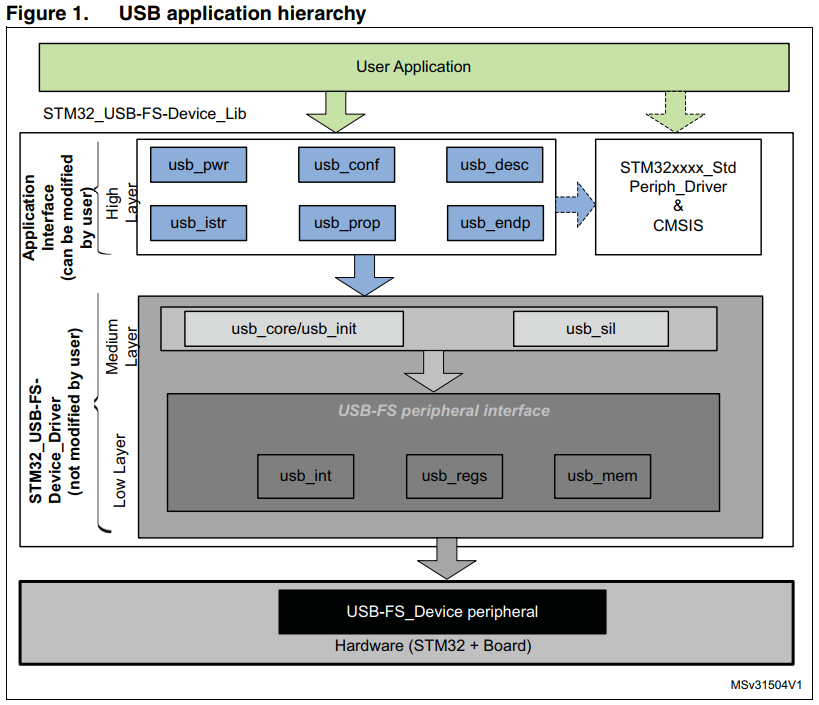 Figure 1. USB application hierarchy
User Application
STM32_USB-FS-Device_Lib
Application
Interface
(can be modified
by user)
High
Layer
usb_pwr
usb_conf
usb_desc
usb_istr
usb_prop
usb_endp
STM32xxxx_Std
Periph_Driver
&
CMSIS
STM32_USB-FS-
Device_Driver
(not modified by user)
Medium
Layer
usb_core/usb_init
usb_sil
Low Layer
USB-FS peripheral interface
usb_int
usb_regs
usb_mem
USB-FS_Device peripheral
Hardware (STM32 + Board)
MSv31504V1